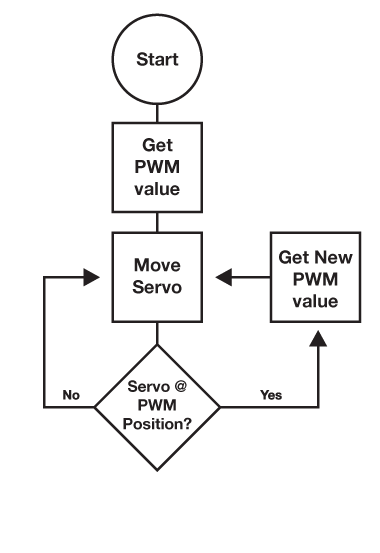 Start
Get
PWM
value
Move
Servo
Get New
PWM
value
Servo @
PWM
Position?
No
Yes